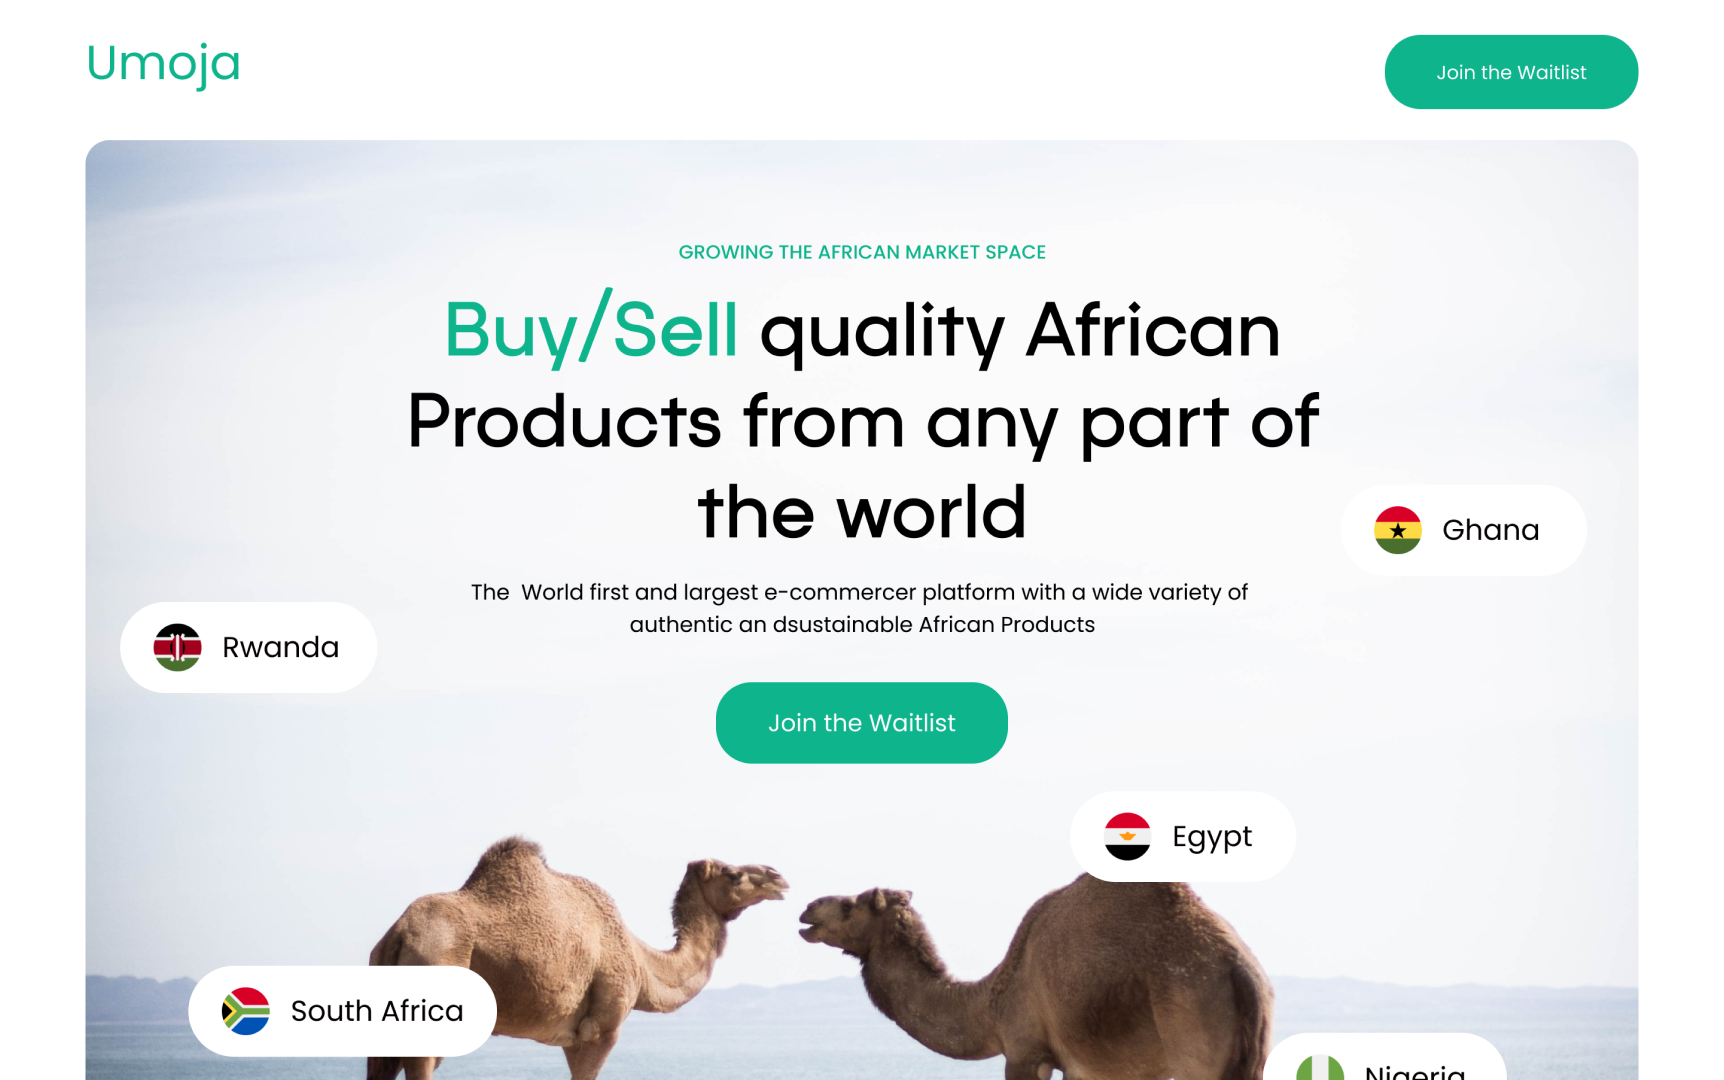 Umoja
Join the Waitlist
GROWING THE AFRICAN MARKET SPACE
Buy/Sell quality African
Products from any part of
the world
Ghana
The World first and largest e-commercer platform with a wide variety of
authentic an dsustainable African Products
Rwanda
Join the Waitlist
Egypt
South Africa
Nigeria